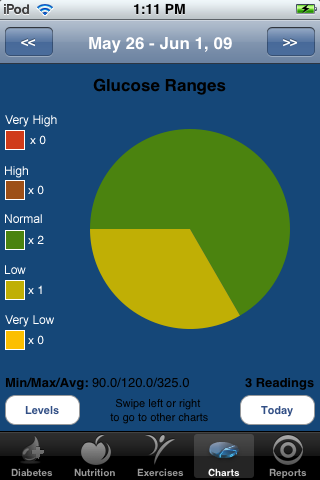 iPod 1:11 PM
<< May 26 - Jun 1, 09 >>
Glucose Ranges
Very High
x 0
High
x 0
Normal
x 2
Low
x 1
Very Low
x 0
Min/Max/Avg: 90.0/120.0/325.0 3 Readings
Levels
Swipe left or right
to go to other charts
Today
Diabetes Nutrition Exercises Charts Reports